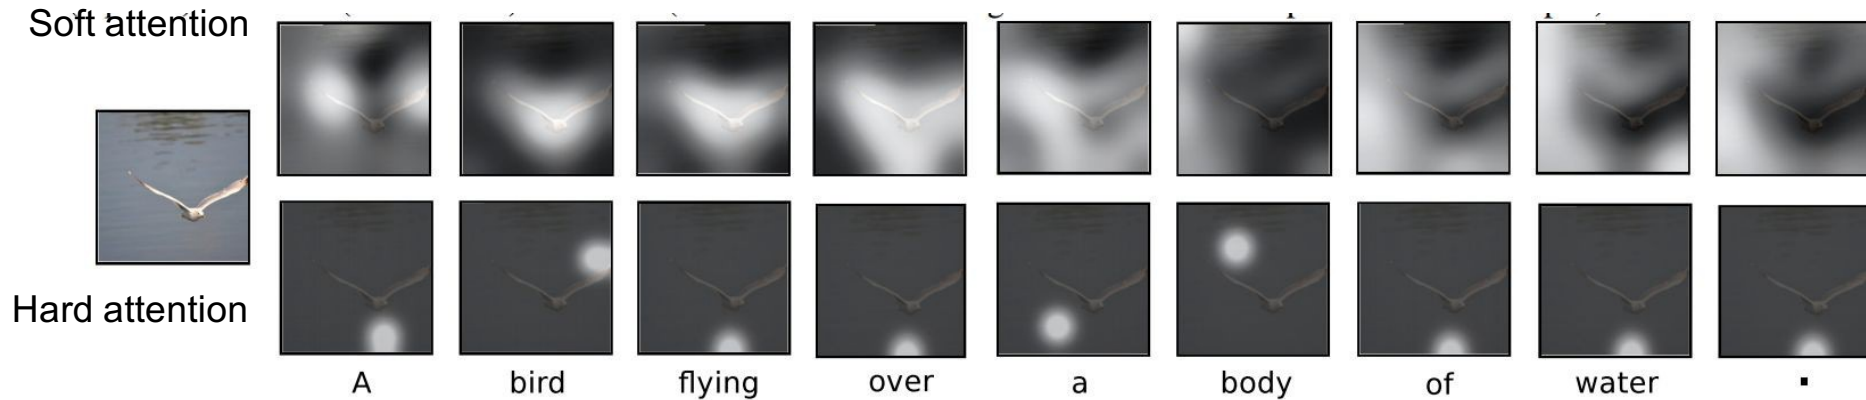 Soft attention
Hard attention
A bird flying over a body of water .